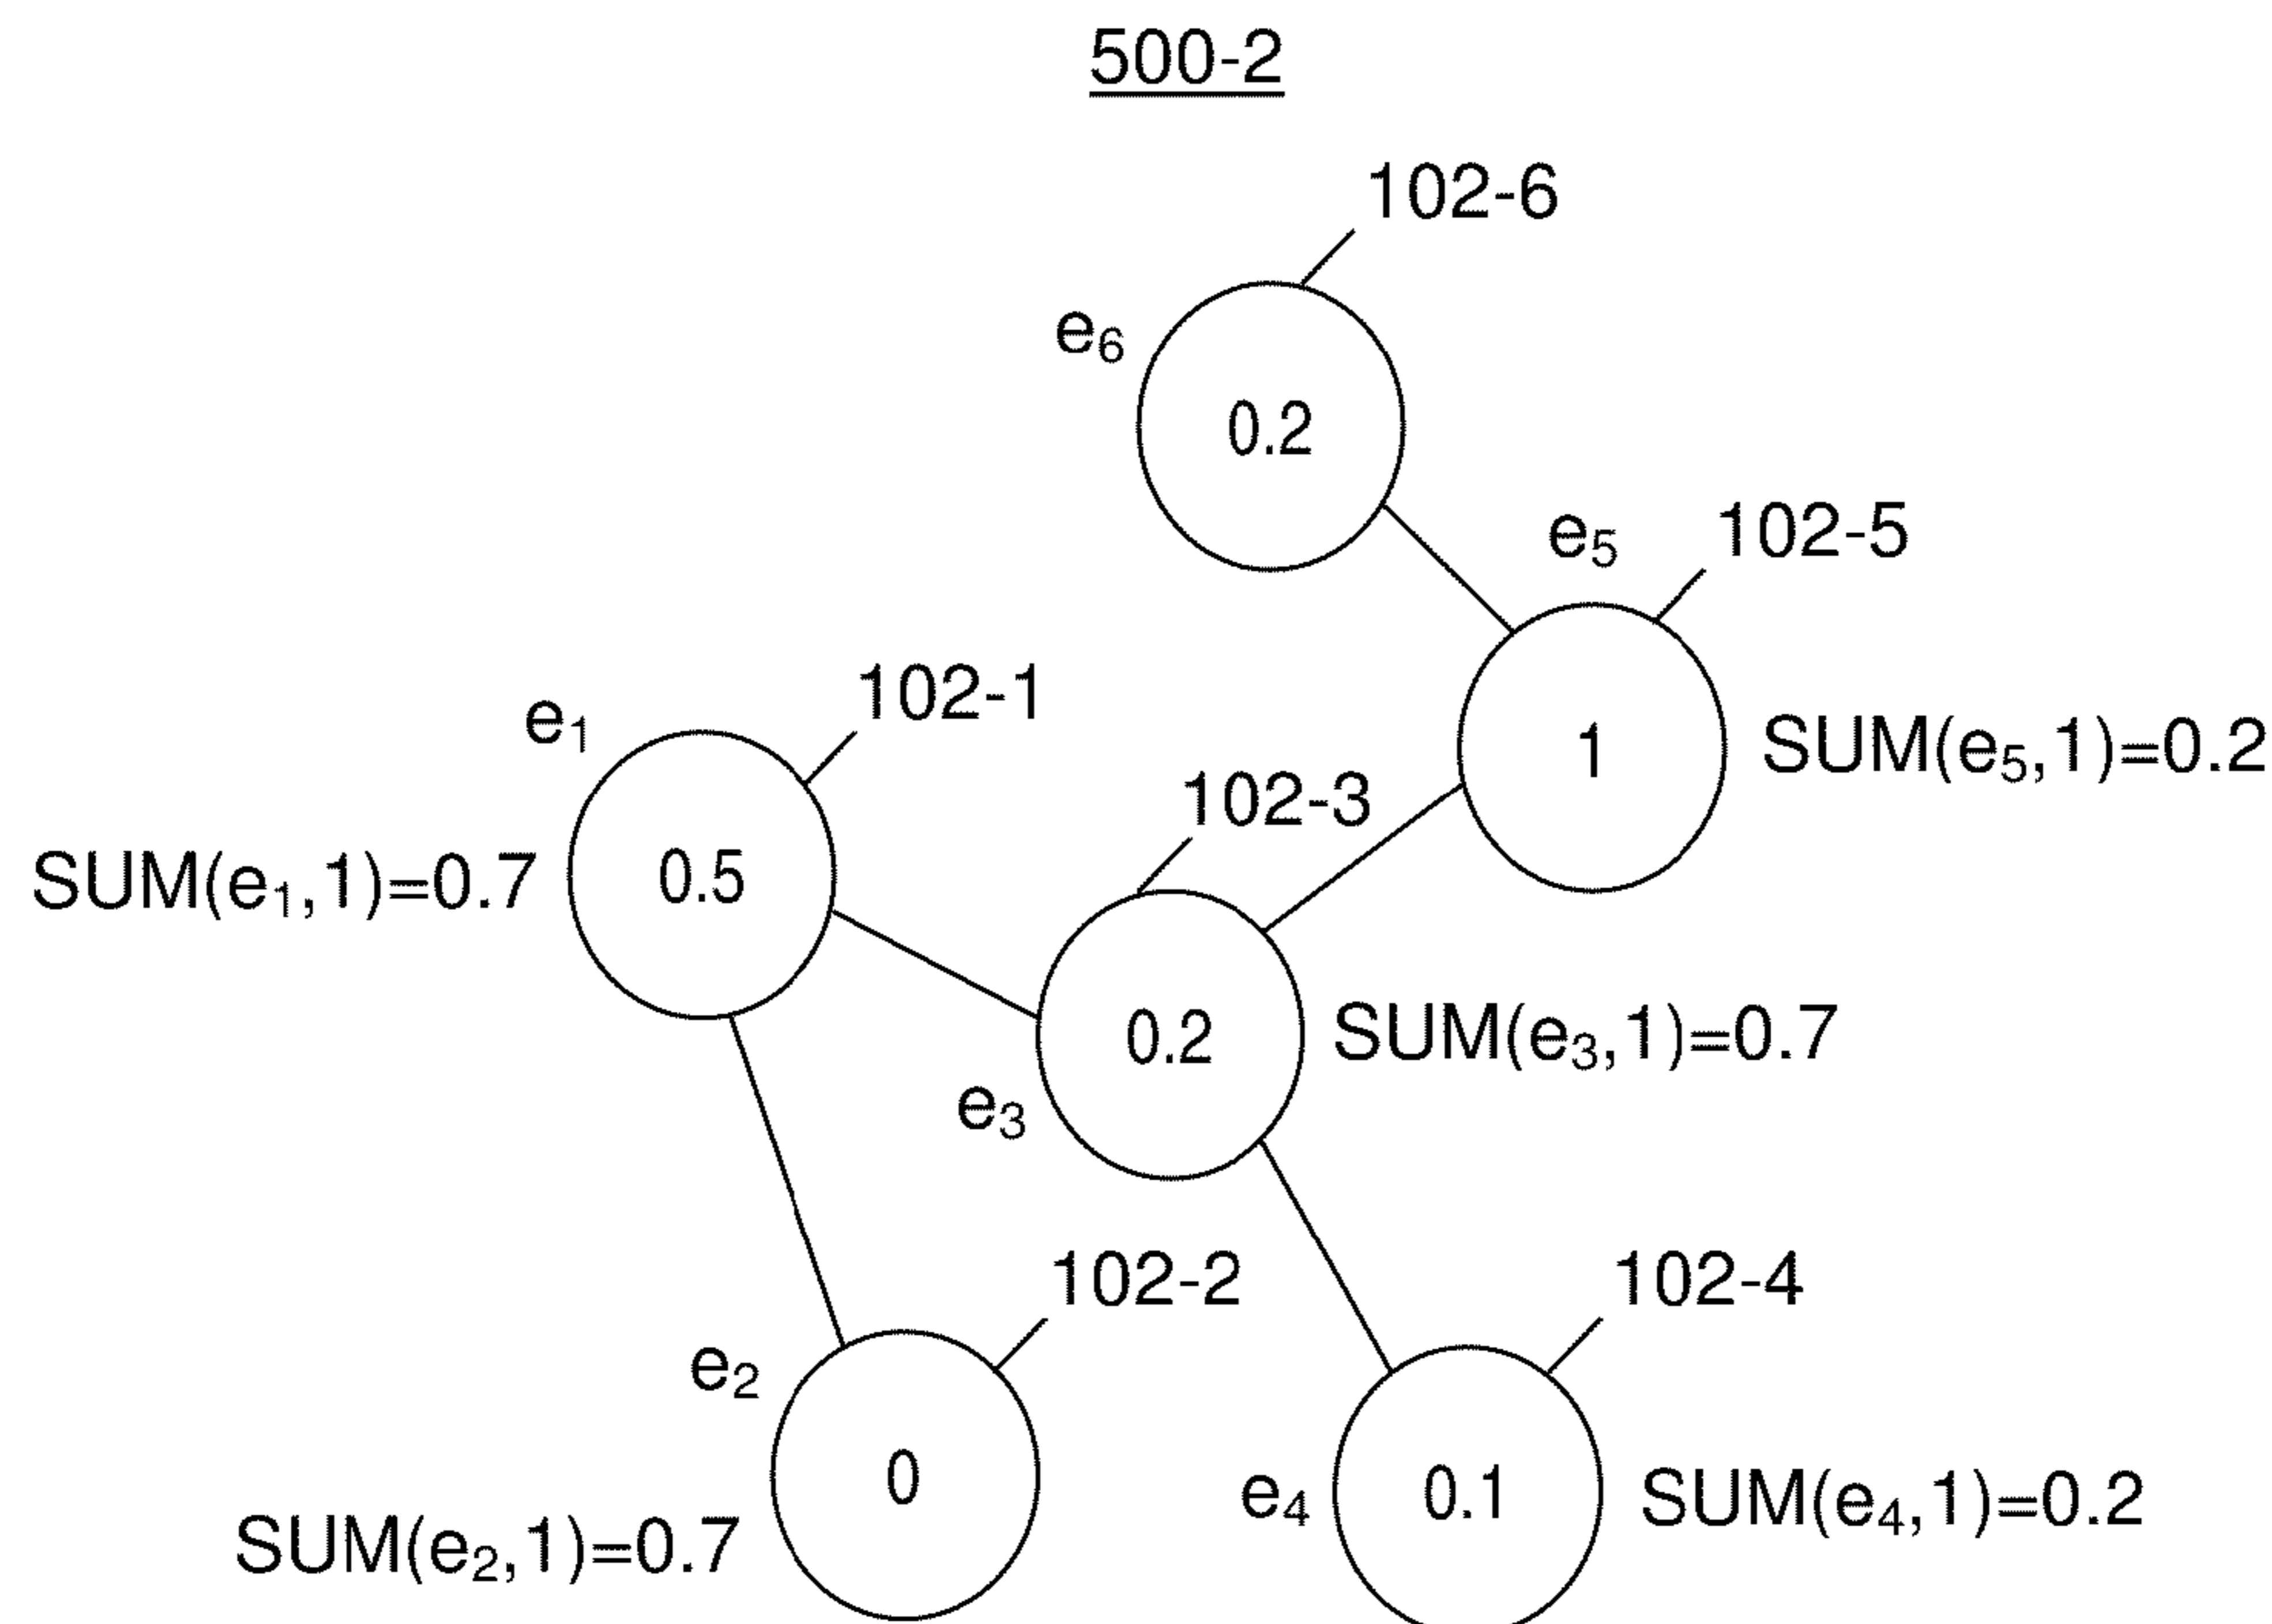 500-2
102-6
e6
0.2
e5
102-5
1
SUM(e5,1)=0.2
e1
102-1
0.5
SUM(e1,1)=0.7
102-3
0.2
SUM(e3,1)=0.7
e3
102-2
102-4
e2
0
SUM(e2,1)=0.7
e4
0.1
SUM(e4,1)=0.2